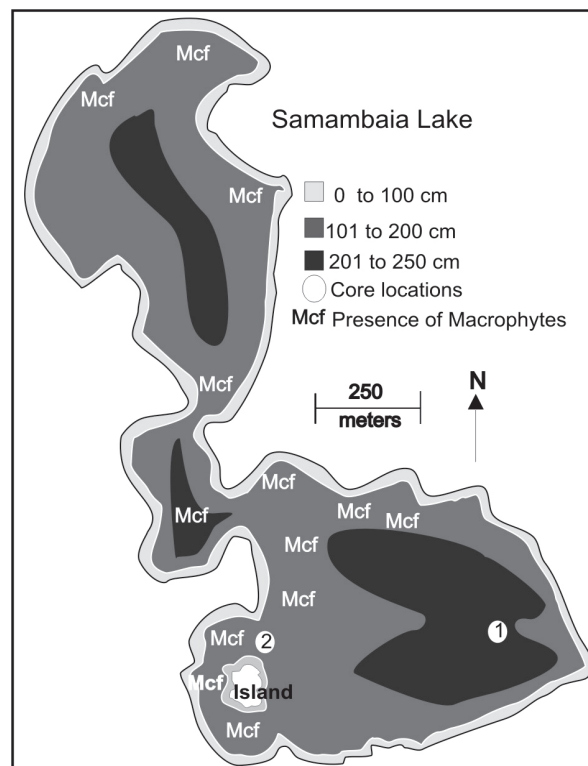 Mcf
Mcf
Samambaia Lake
Mcf
0 to 100 cm
101 to 200 cm
201 to 250 cm
Core locations
Mcf Presence of Macrophytes
Mcf
250
meters
N
Mcf
Mcf
Mcf
Mcf
Mcf
Mcf
Mcf
2
1
Mcf
Island
Mcf